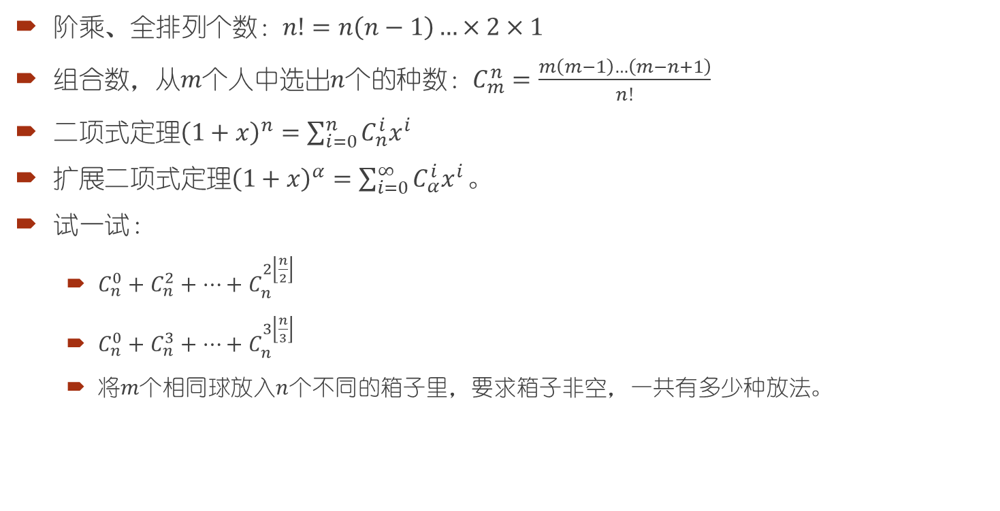 阶乘、全排列个数：$n! = n(n-1)\ldots\times 2\times 1$
组合数，从$m$个人中选出$n$个的种数：$C_m^n = \frac{m(m-1)\ldots(m-n+1)}{n!}$
二项式定理$(1+x)^n = \sum_{i=0}^{n} C_n^i x^i$
扩展二项式定理$(1+x)^\alpha = \sum_{i=0}^{\infty} C_\alpha^i x^i$。
试一试：
$C_n^0 + C_n^2 + \cdots + C_n^{2\left\lfloor\frac{n}{2}\right\rfloor}$
$C_n^0 + C_n^3 + \cdots + C_n^{3\left\lfloor\frac{n}{3}\right\rfloor}$
将$m$个相同球放入$n$个不同的箱子里，要求箱子非空，一共有多少种放法。